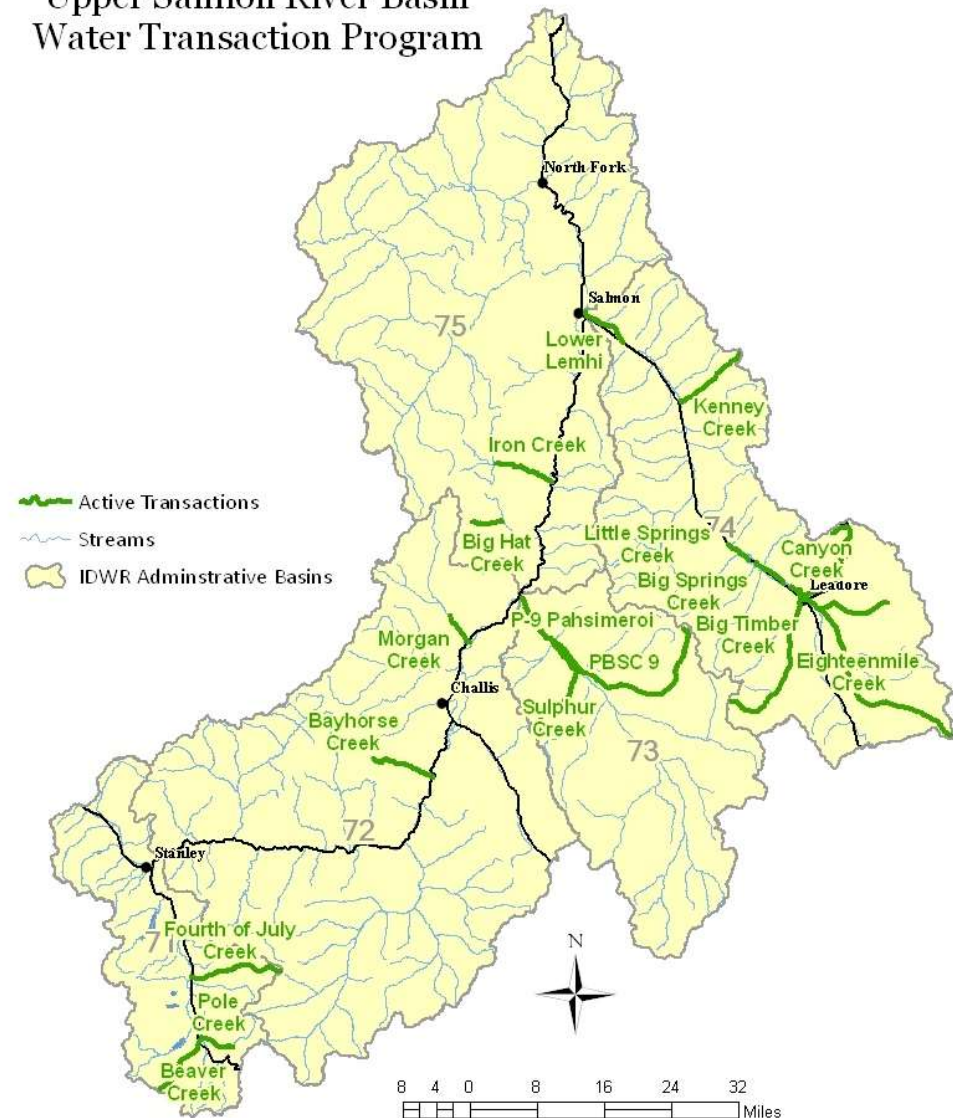 Upper Salmon River Basin
Water Transaction Program
North Fork
Salmon
75
Lower
Lemhi
Kenney
Creek
Iron Creek
Active Transactions
Streams
IDWR Adminstrative Basins
Big Hat
Creek
74
Little Springs
Creek
Canyon
Creek
Leadore
Big Springs
Creek
Big Timber
Creek
P-9 Pahsimeroi
PBSC 9
Eighteenmile
Creek
Morgan
Creek
Challis
Sulphur
Creek
Bayhorse
Creek
73
72
Stanley
71
Fourth of July
Creek
Pole
Creek
Beaver
Creek
N
8 4 0 8 16 24 32
Miles